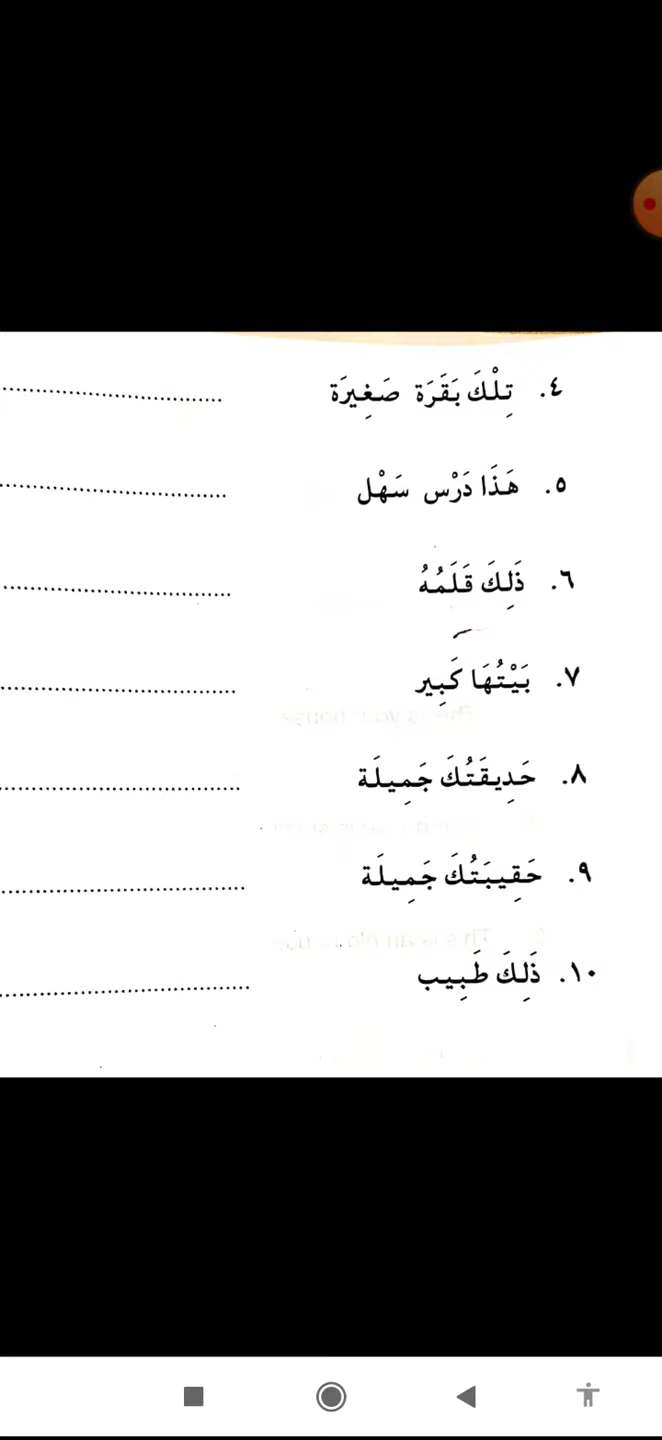 ٤. تِلْكَ بَقَرَة صَغِيرَة ........................................
٥. هَذَا دَرْس سَهْل ........................................
٦. ذَلِكَ قَلَمُهُ ........................................
٧. بَيْتُهَا كَبِير ........................................
٨. حَدِيقَتُكَ جَمِيلَة ........................................
٩. حَقِيبَتُكَ جَمِيلَة ........................................
١٠. ذَلِكَ طَبِيب ........................................